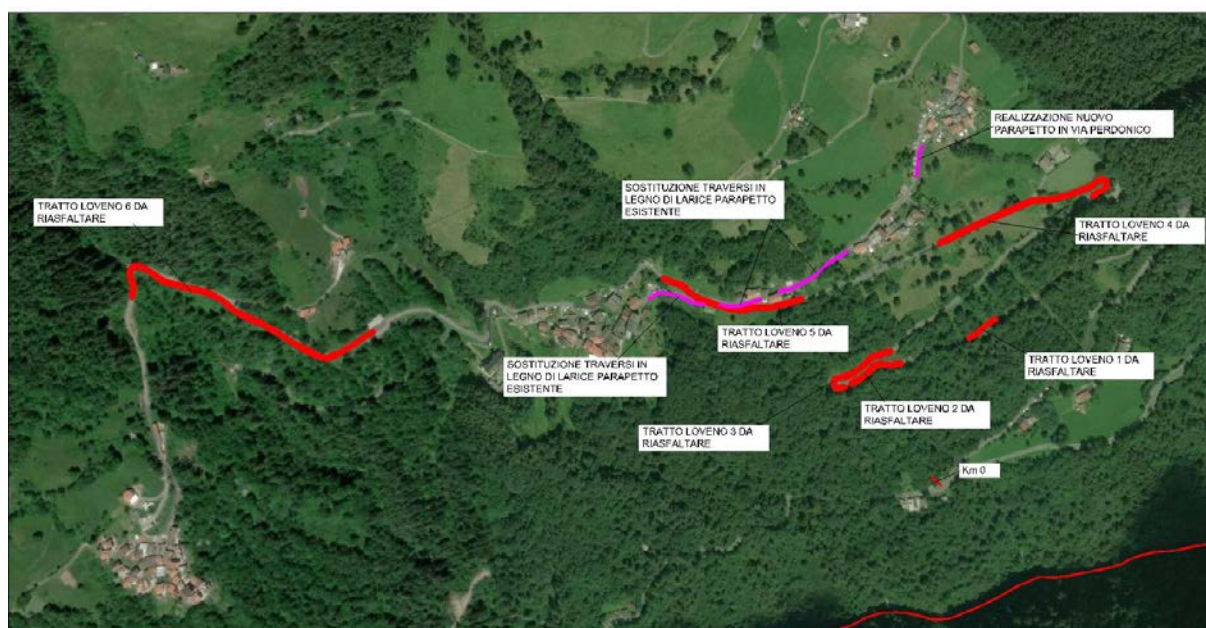 REALIZZAZIONE NUOVO
PARAPETTO IN VIA PERDONICO
SOSTITUZIONE TRAVERSI IN
LEGNO DI LARICE PARAPETTO
ESISTENTE
TRATTO LOVENO 6 DA
RIASFALTARE
TRATTO LOVENO 4 DA
RIASFALTARE
TRATTO LOVENO 5 DA
RIASFALTARE
SOSTITUZIONE TRAVERSI IN
LEGNO DI LARICE PARAPETTO
ESISTENTE
TRATTO LOVENO 1 DA
RIASFALTARE
TRATTO LOVENO 2 DA
RIASFALTARE
TRATTO LOVENO 3 DA
RIASFALTARE
Km 0